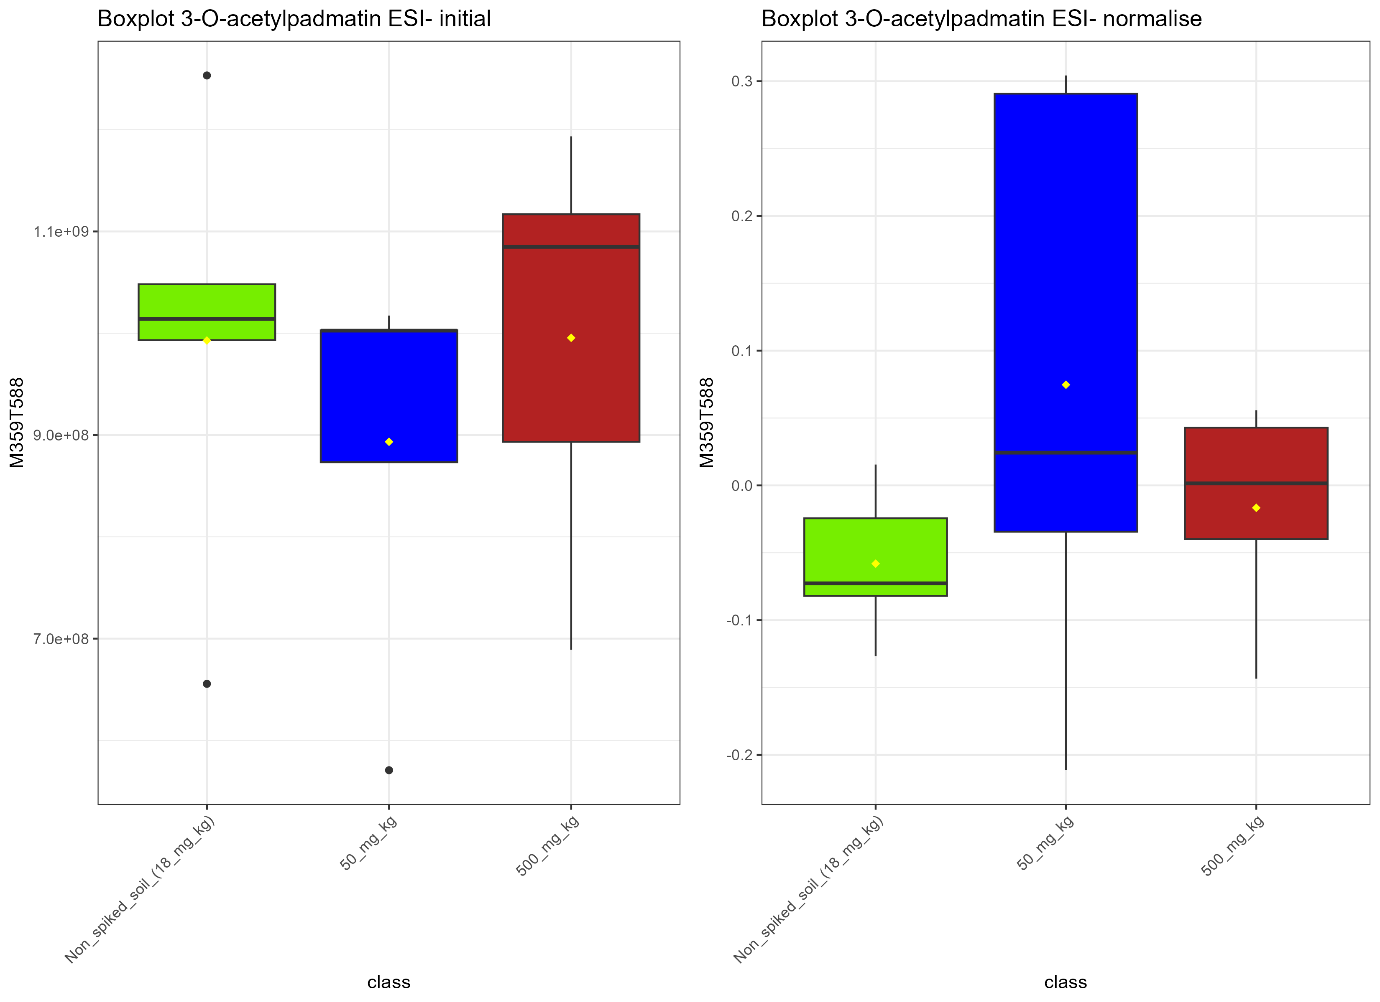 Boxplot 3-O-acetylpadmatin ESI- initial
M359T588
1.1e+09
9.0e+08
7.0e+08
Non_spiked_soil_(18_mg_kg)
50_mg_kg
500_mg_kg
class
Boxplot 3-O-acetylpadmatin ESI- normalise
M359T588
0.3
0.2
0.1
0.0
-0.1
-0.2
Non_spiked_soil_(18_mg_kg)
50_mg_kg
500_mg_kg
class